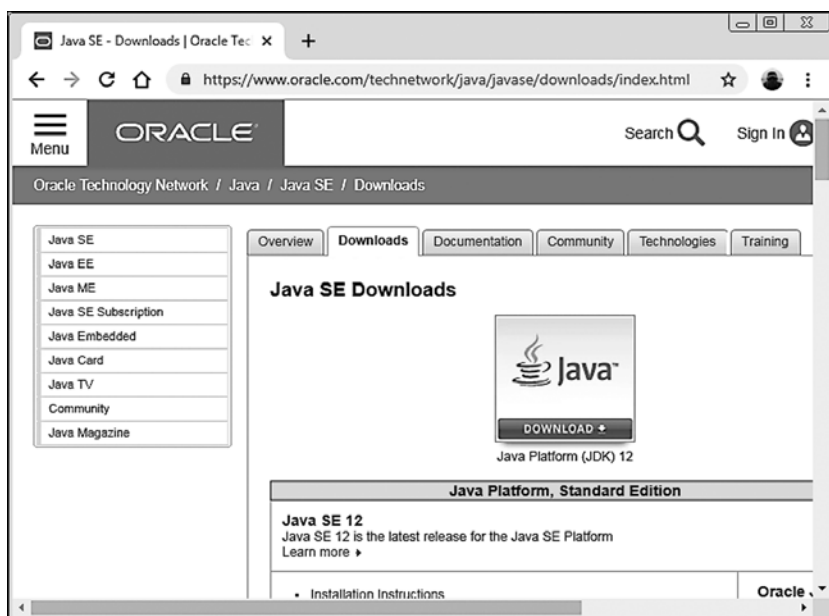 Java SE - Downloads | Oracle Tec
https://www.oracle.com/technetwork/java/javase/downloads/index.html
Menu
ORACLE
Search
Sign In
Oracle Technology Network / Java / Java SE / Downloads
Java SE
Java EE
Java ME
Java SE Subscription
Java Embedded
Java Card
Java TV
Community
Java Magazine
Overview
Downloads
Documentation
Community
Technologies
Training
Java SE Downloads
Java™
DOWNLOAD
Java Platform (JDK) 12
Java Platform, Standard Edition
Java SE 12
Java SE 12 is the latest release for the Java SE Platform
Learn more
Installation Instructions
Oracle